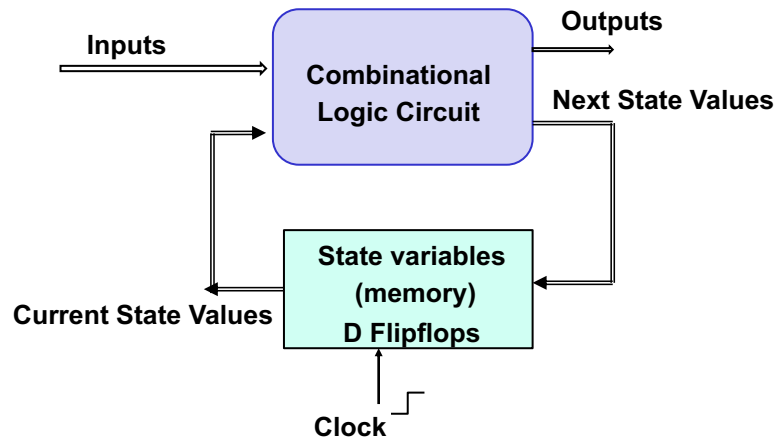 Inputs
Outputs
Combinational
Logic Circuit
Next State Values
State variables
(memory)
D Flipflops
Current State Values
Clock